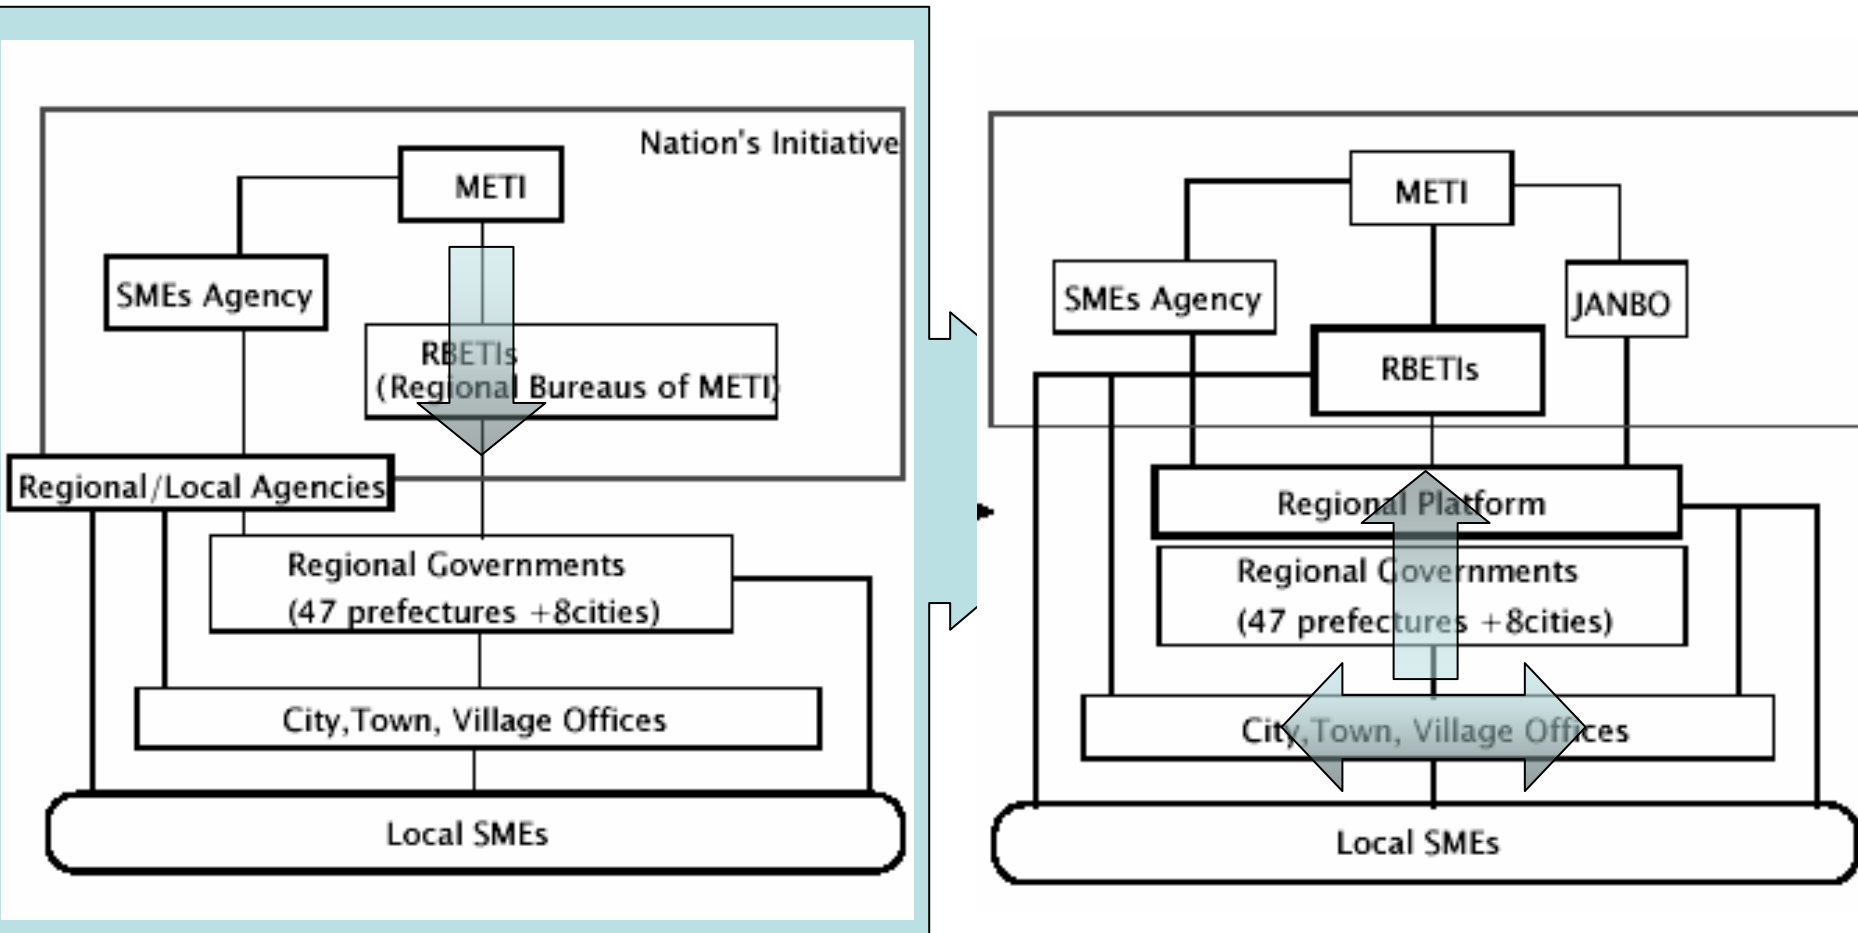 Nation's Initiative
METI
SMEs Agency
RBETIs
(Regional Bureaus of METI)
Regional/Local Agencies
Regional Governments
(47 prefectures +8cities)
City,Town, Village Offices
Local SMEs
METI
SMEs Agency
JANBO
RBETIs
Regional Platform
Regional Governments
(47 prefectures +8cities)
City,Town, Village Offices
Local SMEs